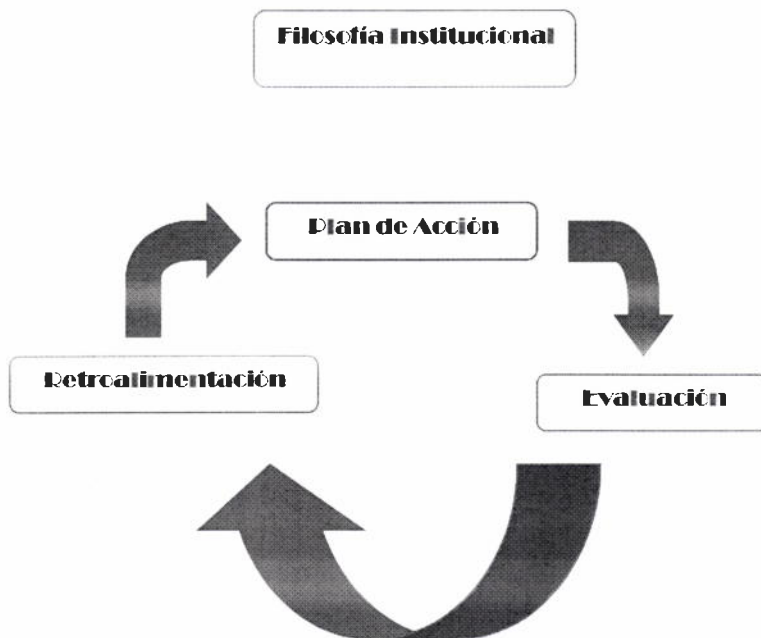 Filosofía Institucional
Plan de Acción
Retroalimentación
Evaluación